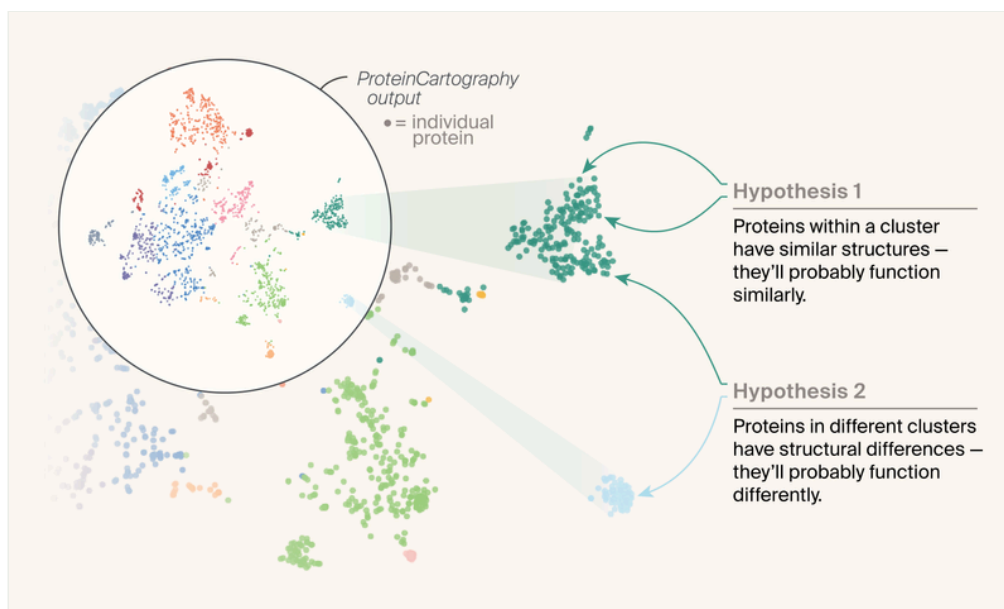 ProteinCartography
output
= individual
protein
Hypothesis 1
Proteins within a cluster
have similar structures —
they'll probably function
similarly.
Hypothesis 2
Proteins in different clusters
have structural differences —
they'll probably function
differently.